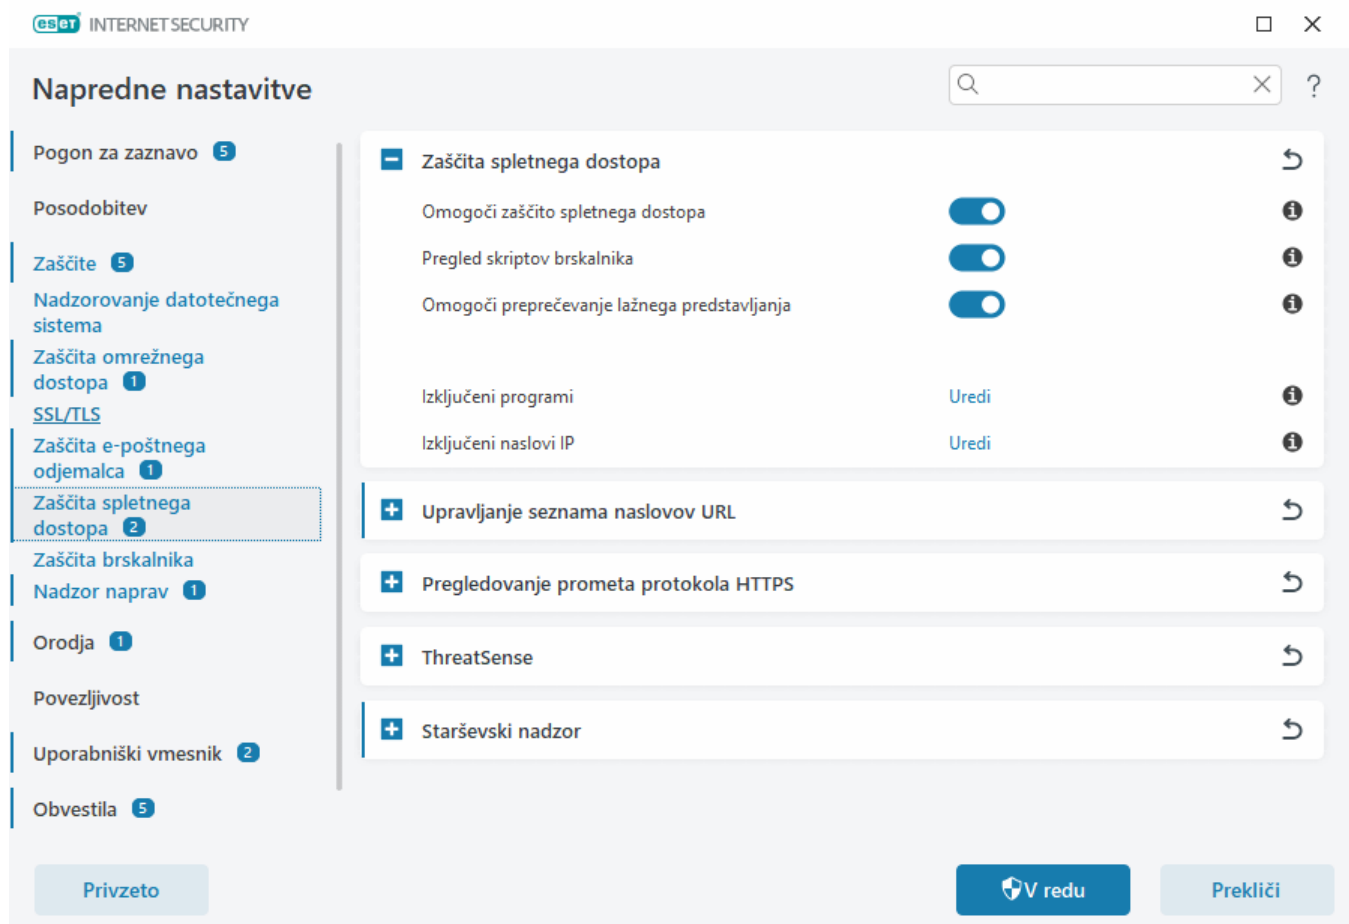 eset INTERNET SECURITY
Napredne nastavitve
?
Pogon za zaznavo 5
Posodobitev
Zaščite 5
Nadzorovanje datotečnega
sistema
Zaščita omrežnega
dostopa 1
SSL/TLS
Zaščita e-poštnega
odjemalca 1
Zaščita spletnega
dostopa 2
Zaščita brskalnika
Nadzor naprav 1
Orodja 1
Povezljivost
Uporabniški vmesnik 2
Obvestila 5
Zaščita spletnega dostopa
Omogoči zaščito spletnega dostopa
Pregled skriptov brskalnika
Omogoči preprečevanje lažnega predstavljanja
Izključeni programi Uredi
Izključeni naslovi IP Uredi
Upravljanje seznama naslovov URL
Pregledovanje prometa protokola HTTPS
ThreatSense
Starševski nadzor
Privzeto
V redu
Prekliči